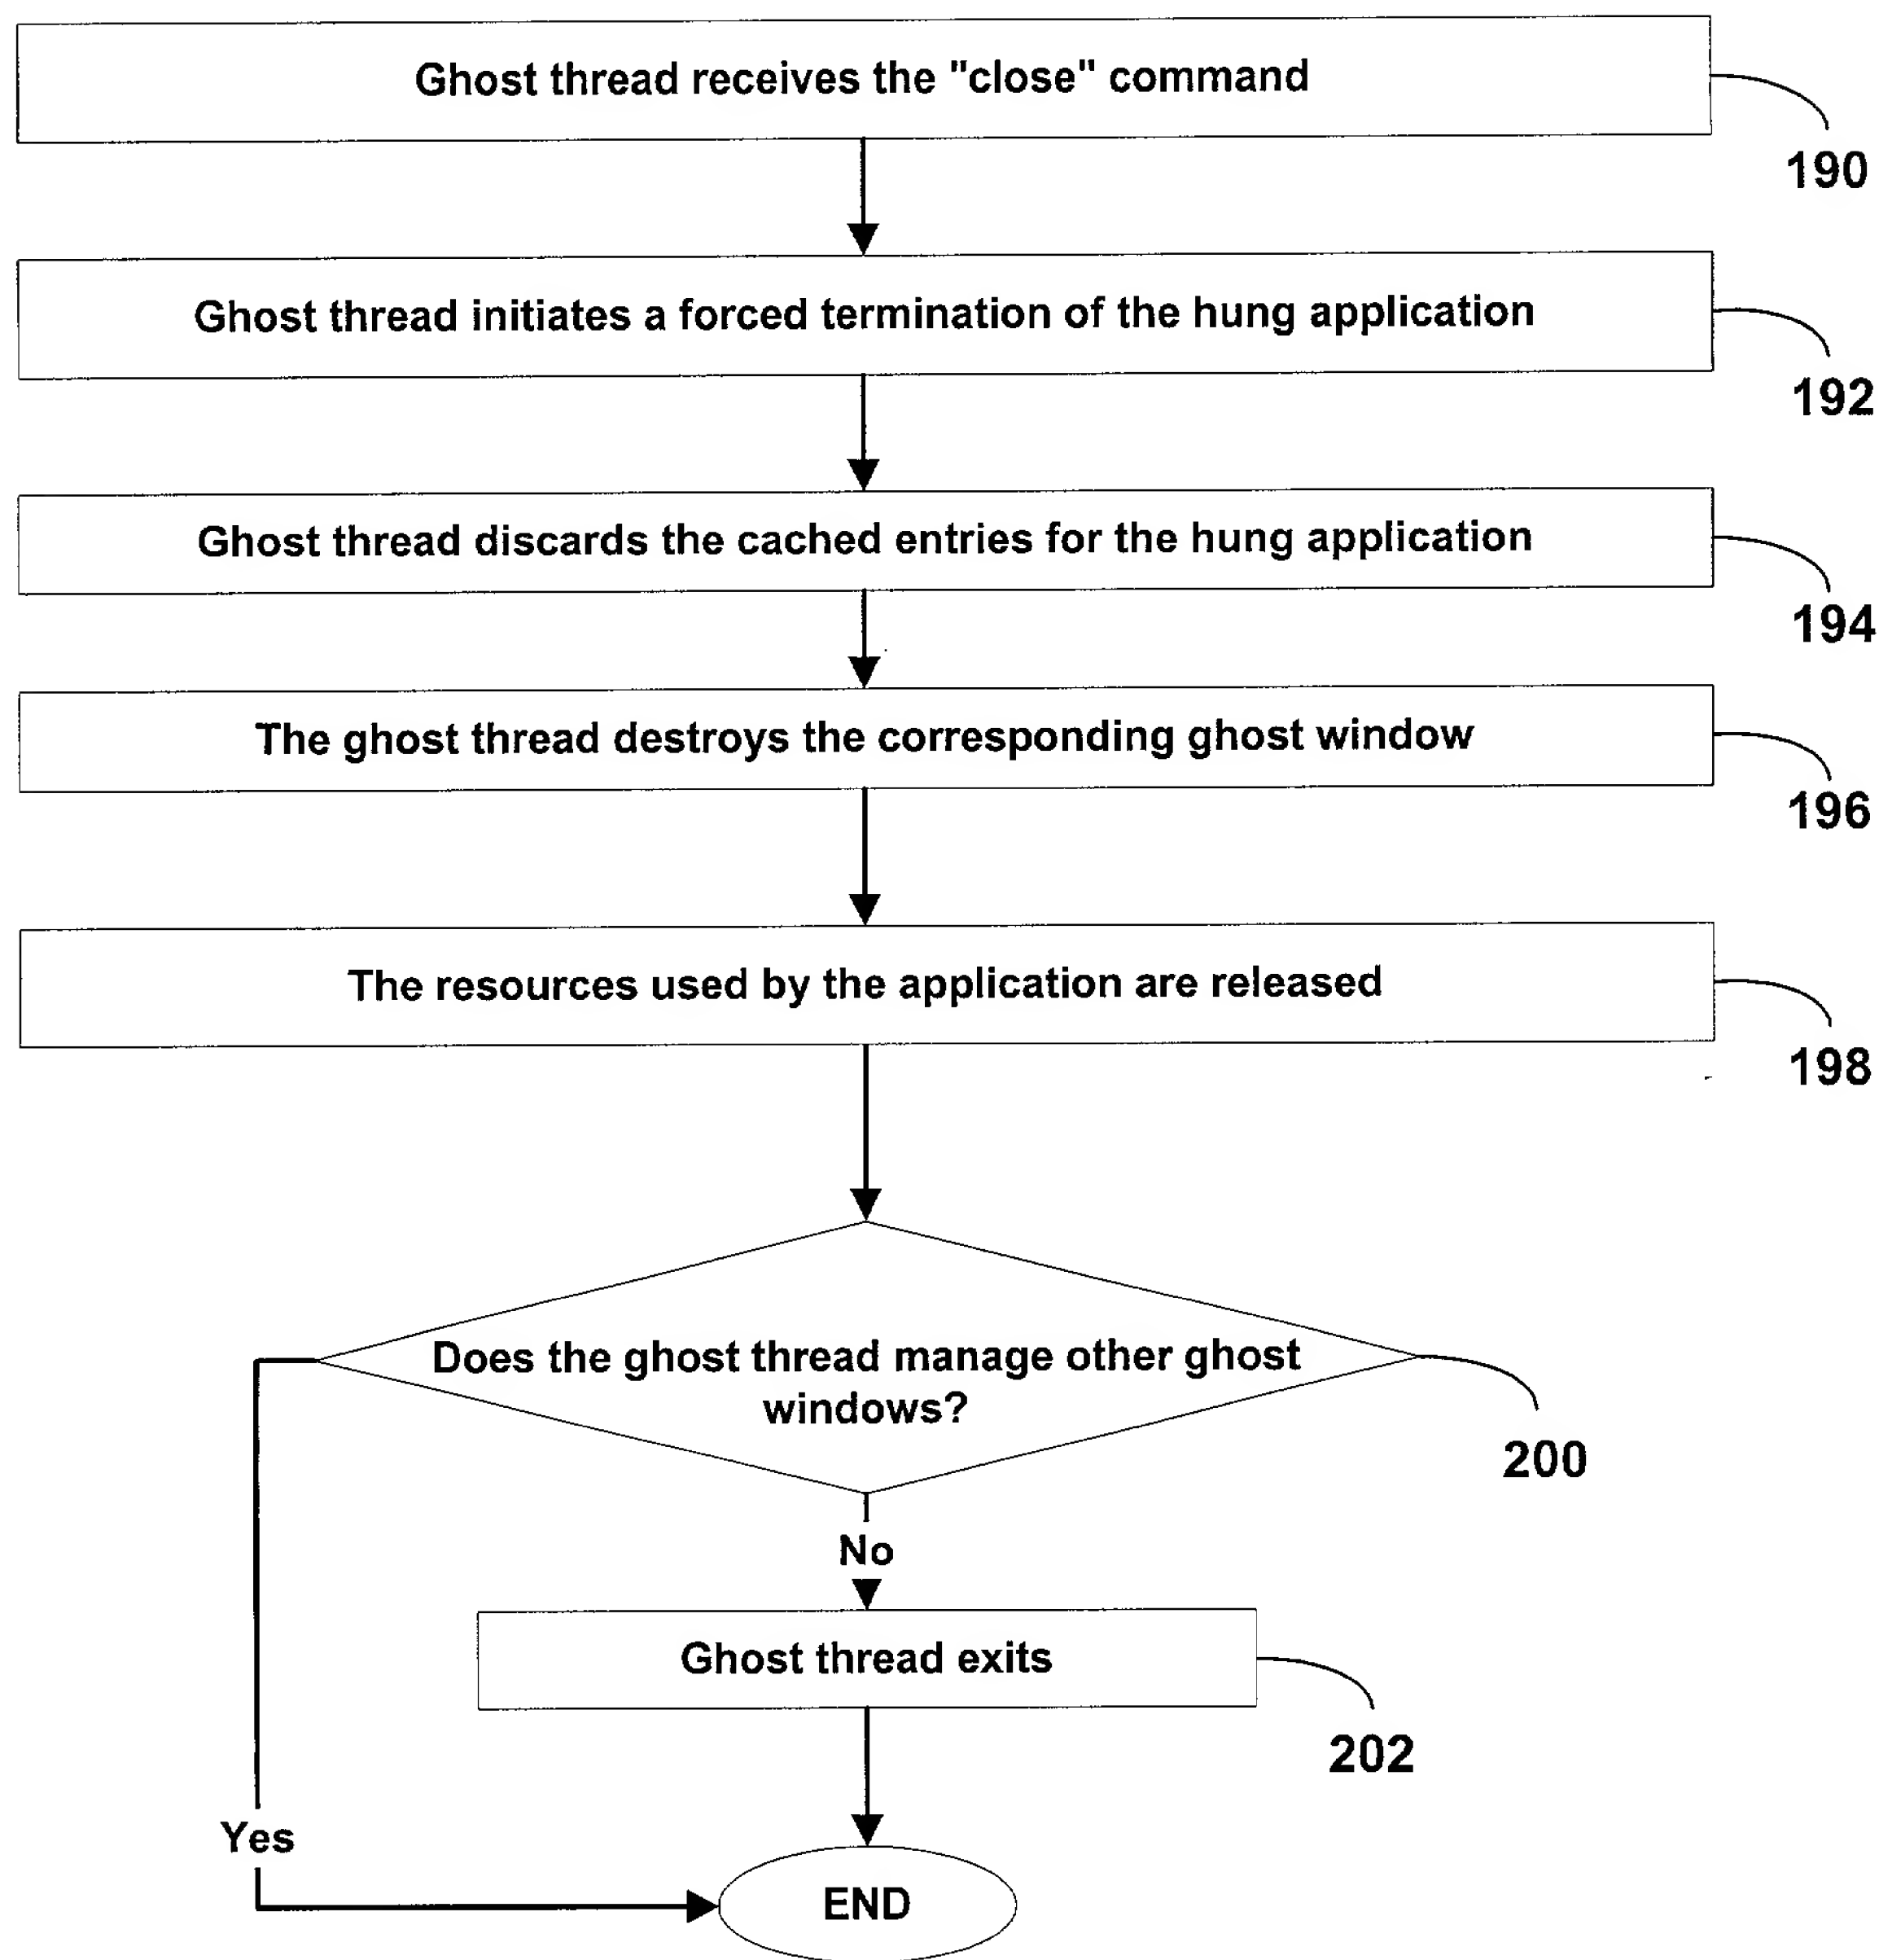 Ghost thread receives the "close" command
190
Ghost thread initiates a forced termination of the hung application
192
Ghost thread discards the cached entries for the hung application
194
The ghost thread destroys the corresponding ghost window
196
The resources used by the application are released
198
Does the ghost thread manage other ghost
windows?
200
No
Ghost thread exits
202
Yes
END